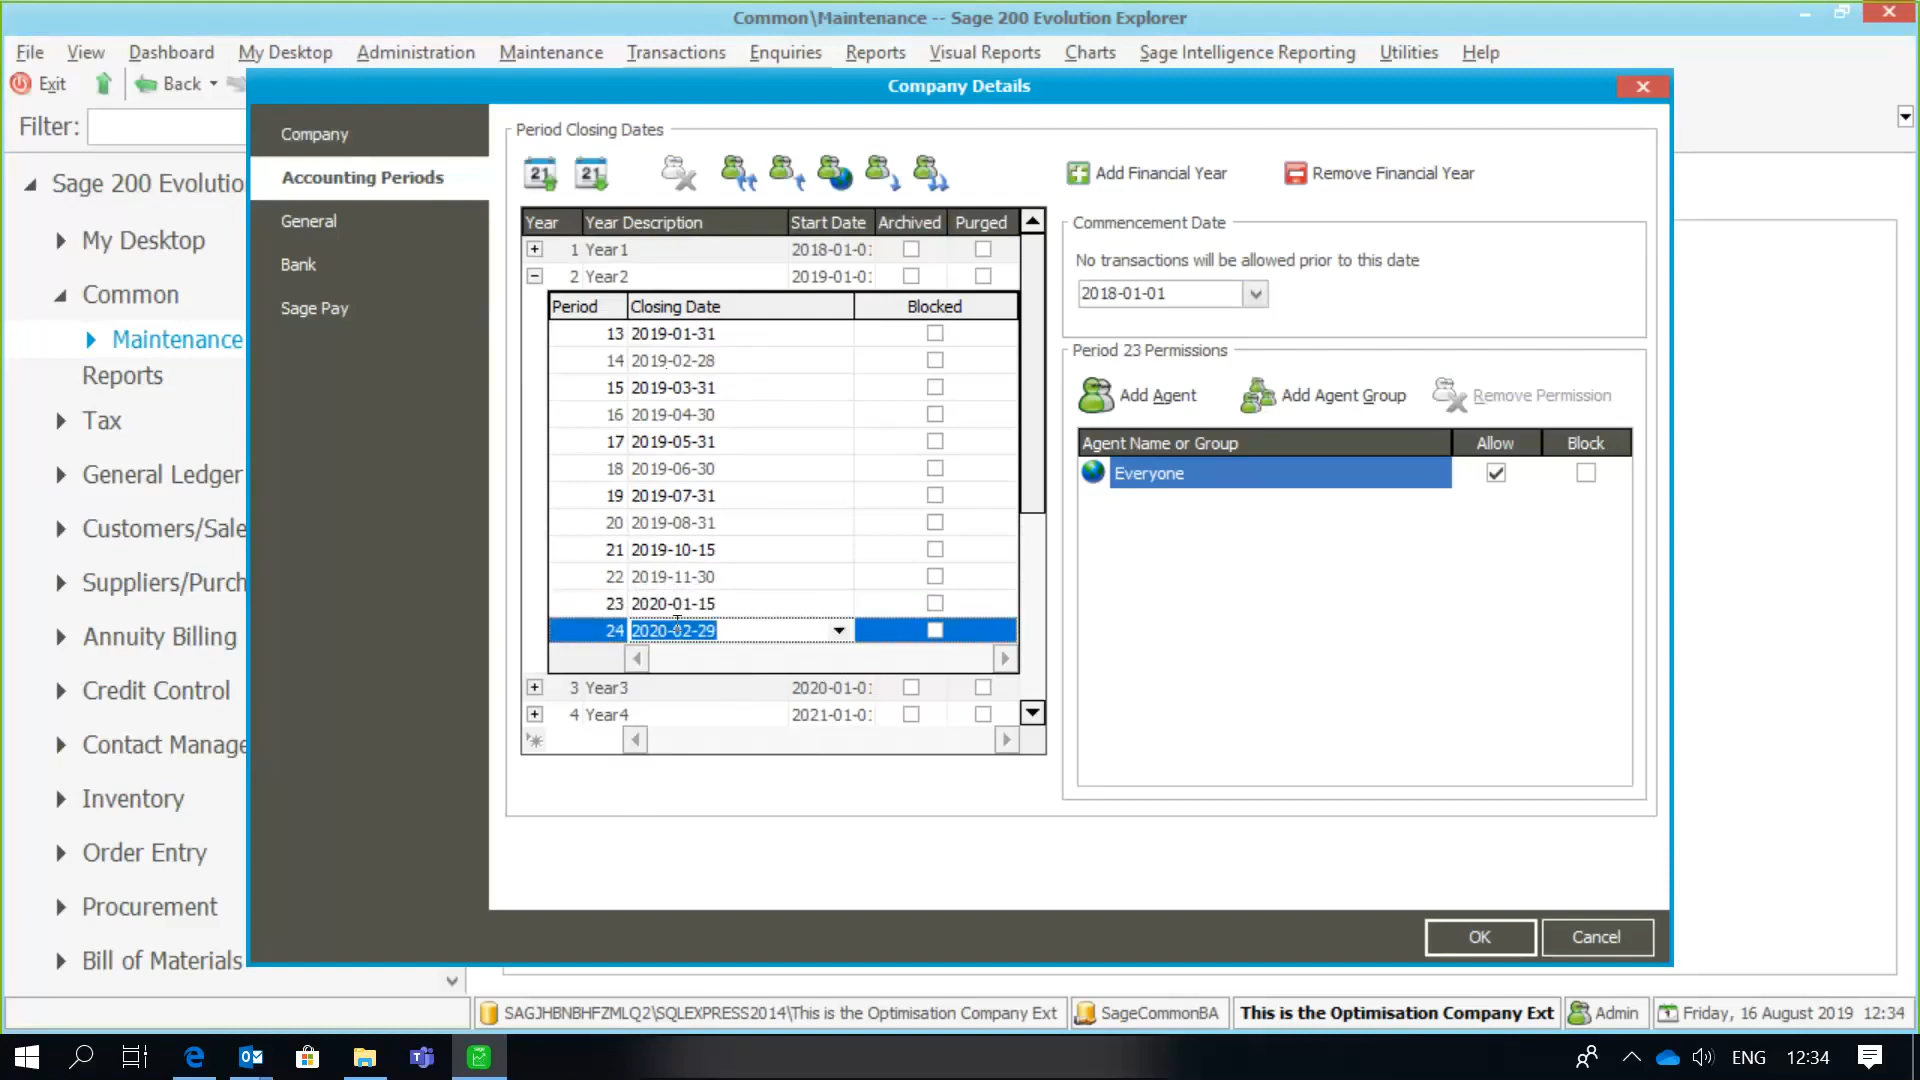 Common\Maintenance -- Sage 200 Evolution Explorer
File View Dashboard My Desktop Administration Maintenance Transactions Enquiries Reports Visual Reports Charts Sage Intelligence Reporting Utilities Help
Exit Back
Filter:
Company Details
Sage 200 Evolutio
My Desktop
Common
Maintenance
Reports
Tax
General Ledger
Customers/Sale
Suppliers/Purch
Annuity Billing
Credit Control
Contact Manage
Inventory
Order Entry
Procurement
Bill of Materials
Company
Accounting Periods
General
Bank
Sage Pay
Period Closing Dates
21 21
Add Financial Year Remove Financial Year
Year Year Description Start Date Archived Purged
1 Year1 2018-01-01
2 Year2 2019-01-01
Period Closing Date Blocked
13 2019-01-31
14 2019-02-28
15 2019-03-31
16 2019-04-30
17 2019-05-31
18 2019-06-30
19 2019-07-31
20 2019-08-31
21 2019-10-15
22 2019-11-30
23 2020-01-15
24 2020-02-29
3 Year3 2020-01-01
4 Year4 2021-01-01
Commencement Date
No transactions will be allowed prior to this date
2018-01-01
Period 23 Permissions
Add Agent Add Agent Group Remove Permission
Agent Name or Group Allow Block
Everyone
OK Cancel
SAGJHBNBHFZMLQ2\SQLEXPRESS2014\This is the Optimisation Company Ext SageCommonBA This is the Optimisation Company Ext Admin Friday, 16 August 2019 12:34
ENG 12:34